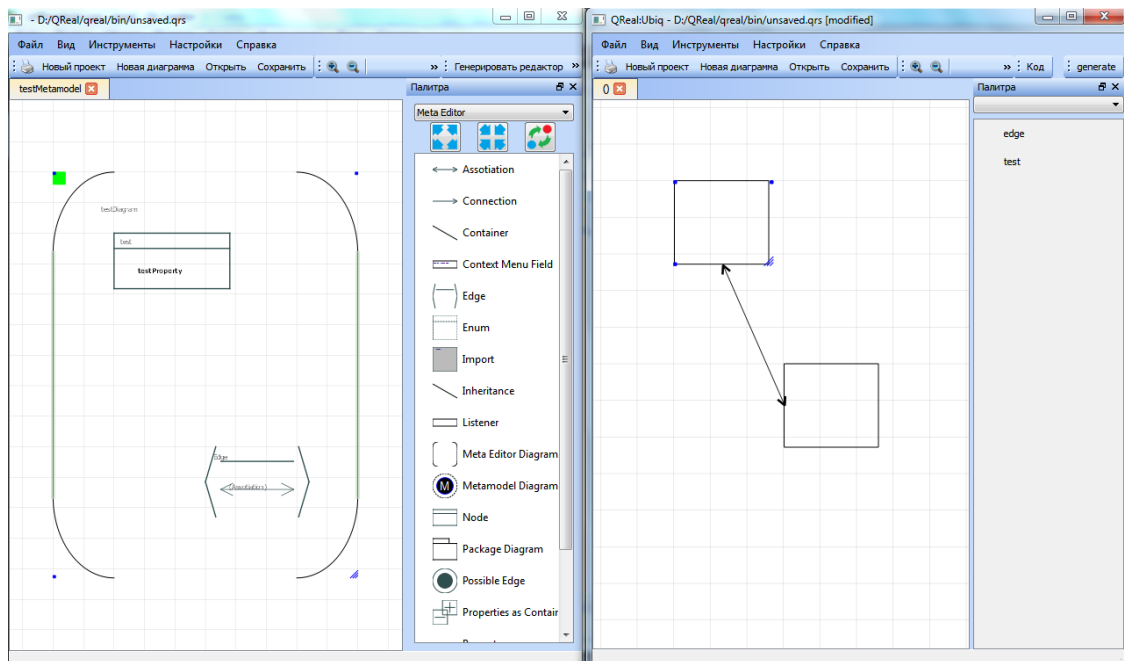 - D:/QReal/qreal/bin/unsaved.qrs
Файл Вид Инструменты Настройки Справка
Новый проект Новая диаграмма Открыть Сохранить » Генерировать редактор »
testMetamodel
Палитра
Meta Editor
Assotiation
Connection
Container
Context Menu Field
Edge
Enum
Import
Inheritance
Listener
Meta Editor Diagram
M Metamodel Diagram
Node
Package Diagram
Possible Edge
Properties as Contair
testDiagram
test
testProperty
Edge
(Assotiation)
QReal:Ubiq - D:/QReal/qreal/bin/unsaved.qrs [modified]
Файл Вид Инструменты Настройки Справка
Новый проект Новая диаграмма Открыть Сохранить » Код generate
0
Палитра
edge
test